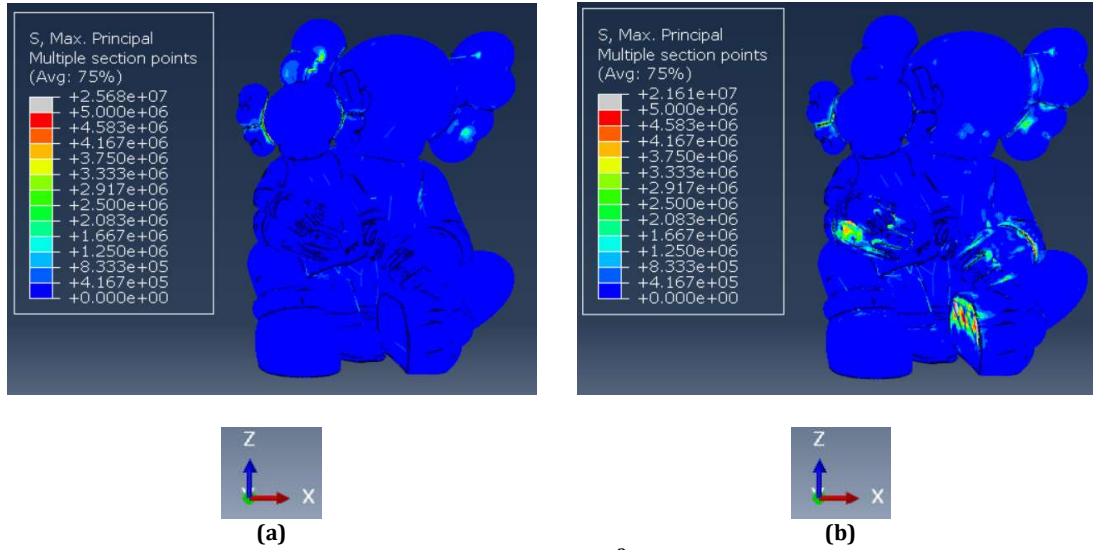 S, Max. Principal
Multiple section points
(Avg: 75%)
+2.568e+07
+5.000e+06
+4.583e+06
+4.167e+06
+3.750e+06
+3.333e+06
+2.917e+06
+2.500e+06
+2.083e+06
+1.667e+06
+1.250e+06
+8.333e+05
+4.167e+05
+0.000e+00
S, Max. Principal
Multiple section points
(Avg: 75%)
+2.161e+07
+5.000e+06
+4.583e+06
+4.167e+06
+3.750e+06
+3.333e+06
+2.917e+06
+2.500e+06
+2.083e+06
+1.667e+06
+1.250e+06
+8.333e+05
+4.167e+05
+0.000e+00
Z
X
(a)
Z
X
(b)